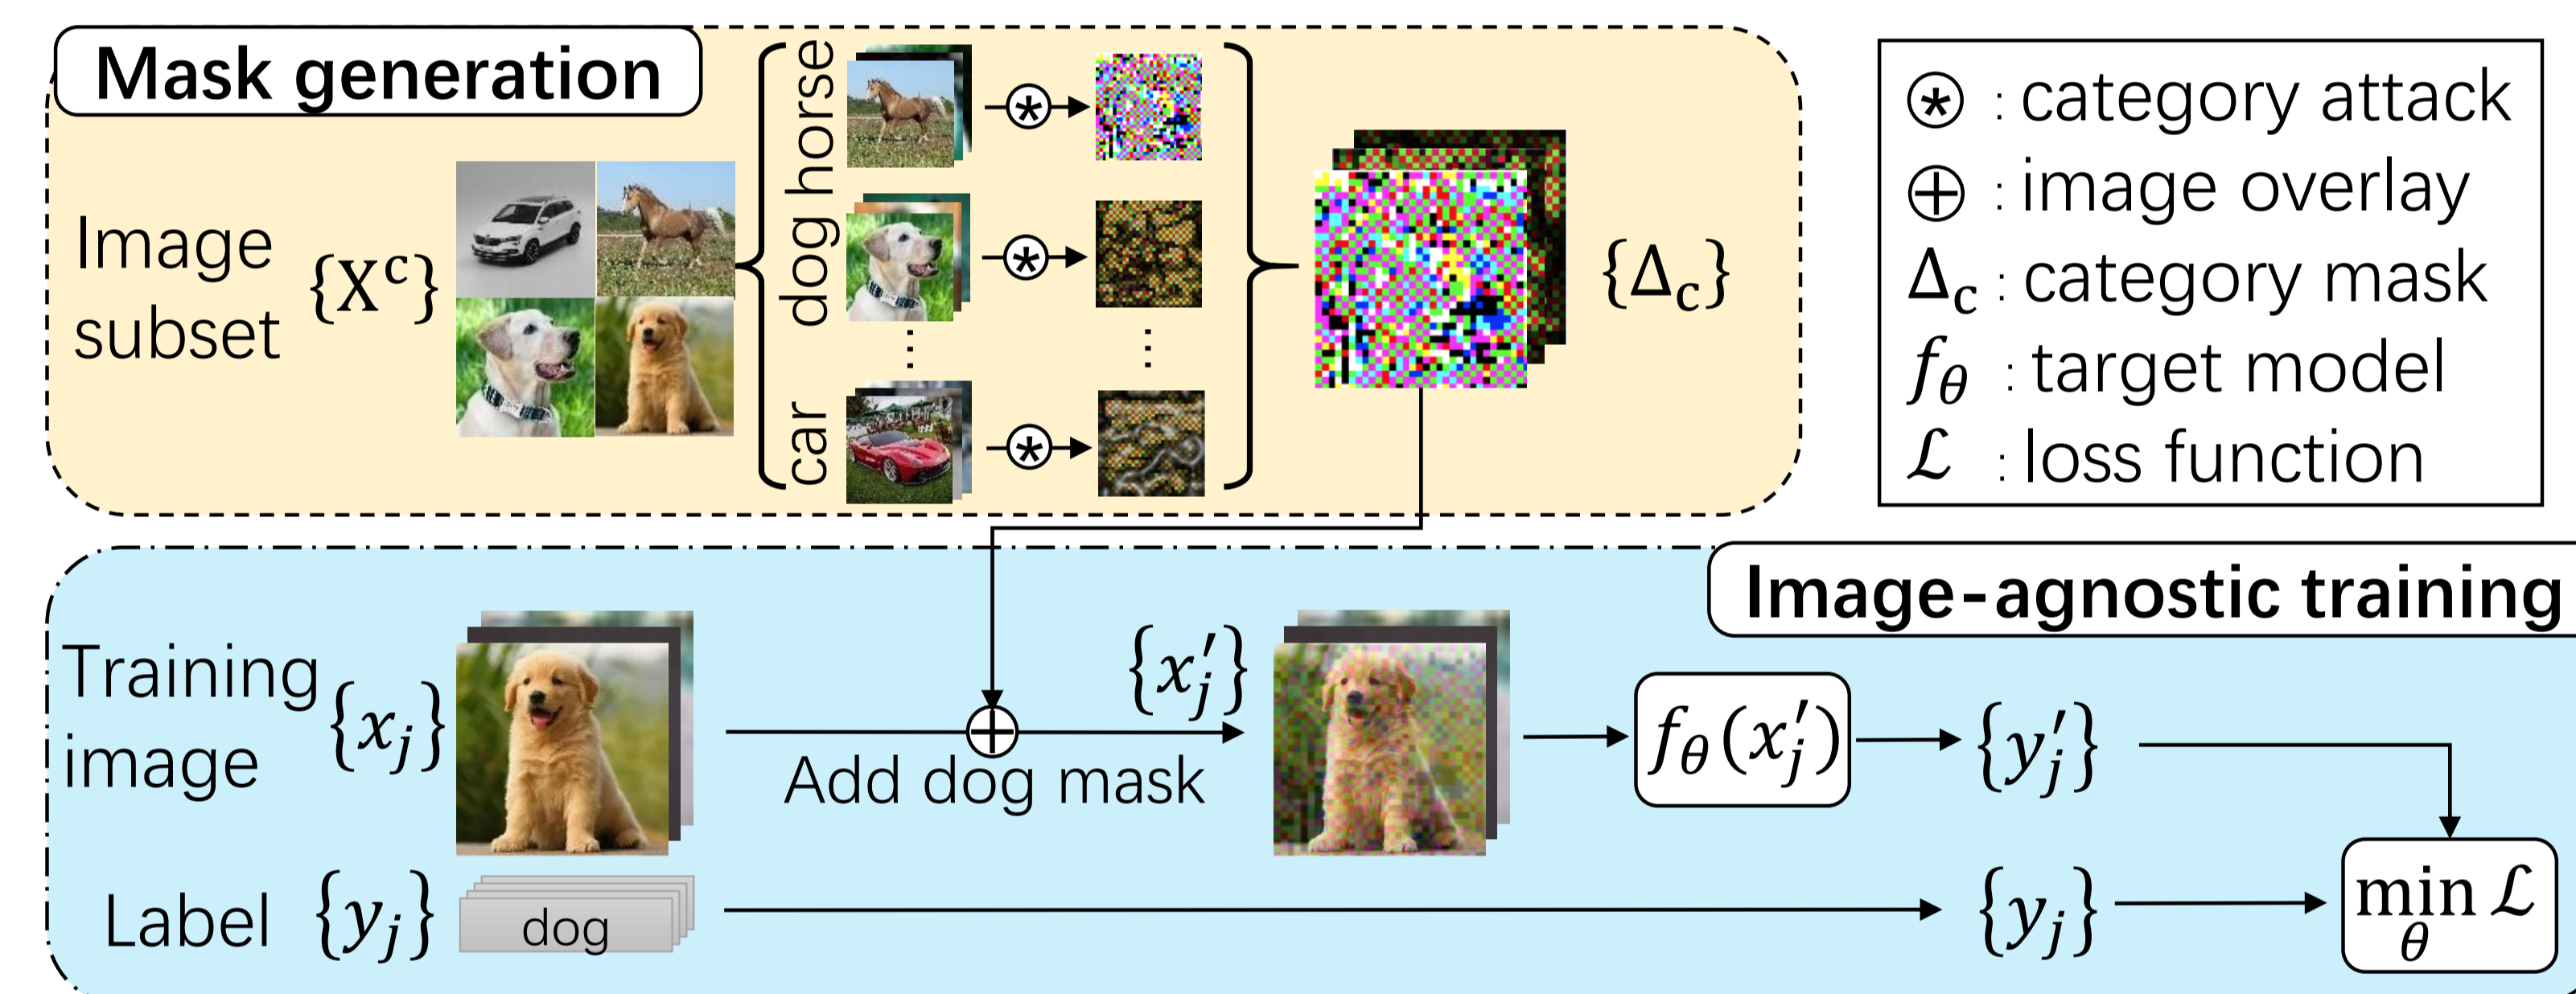 Mask generation
Image
subset
{Xᶜ}
horse
dog
⋮
⋮
car
{Δ_c}
⊛ : category attack
⊕ : image overlay
Δ_c : category mask
f_θ : target model
ℒ : loss function
Image-agnostic training
Training
image
{x_j}
Add dog mask
{x′_j}
f_θ(x′_j)
{y′_j}
Label
{y_j}
dog
{y_j}
min ℒ
θ